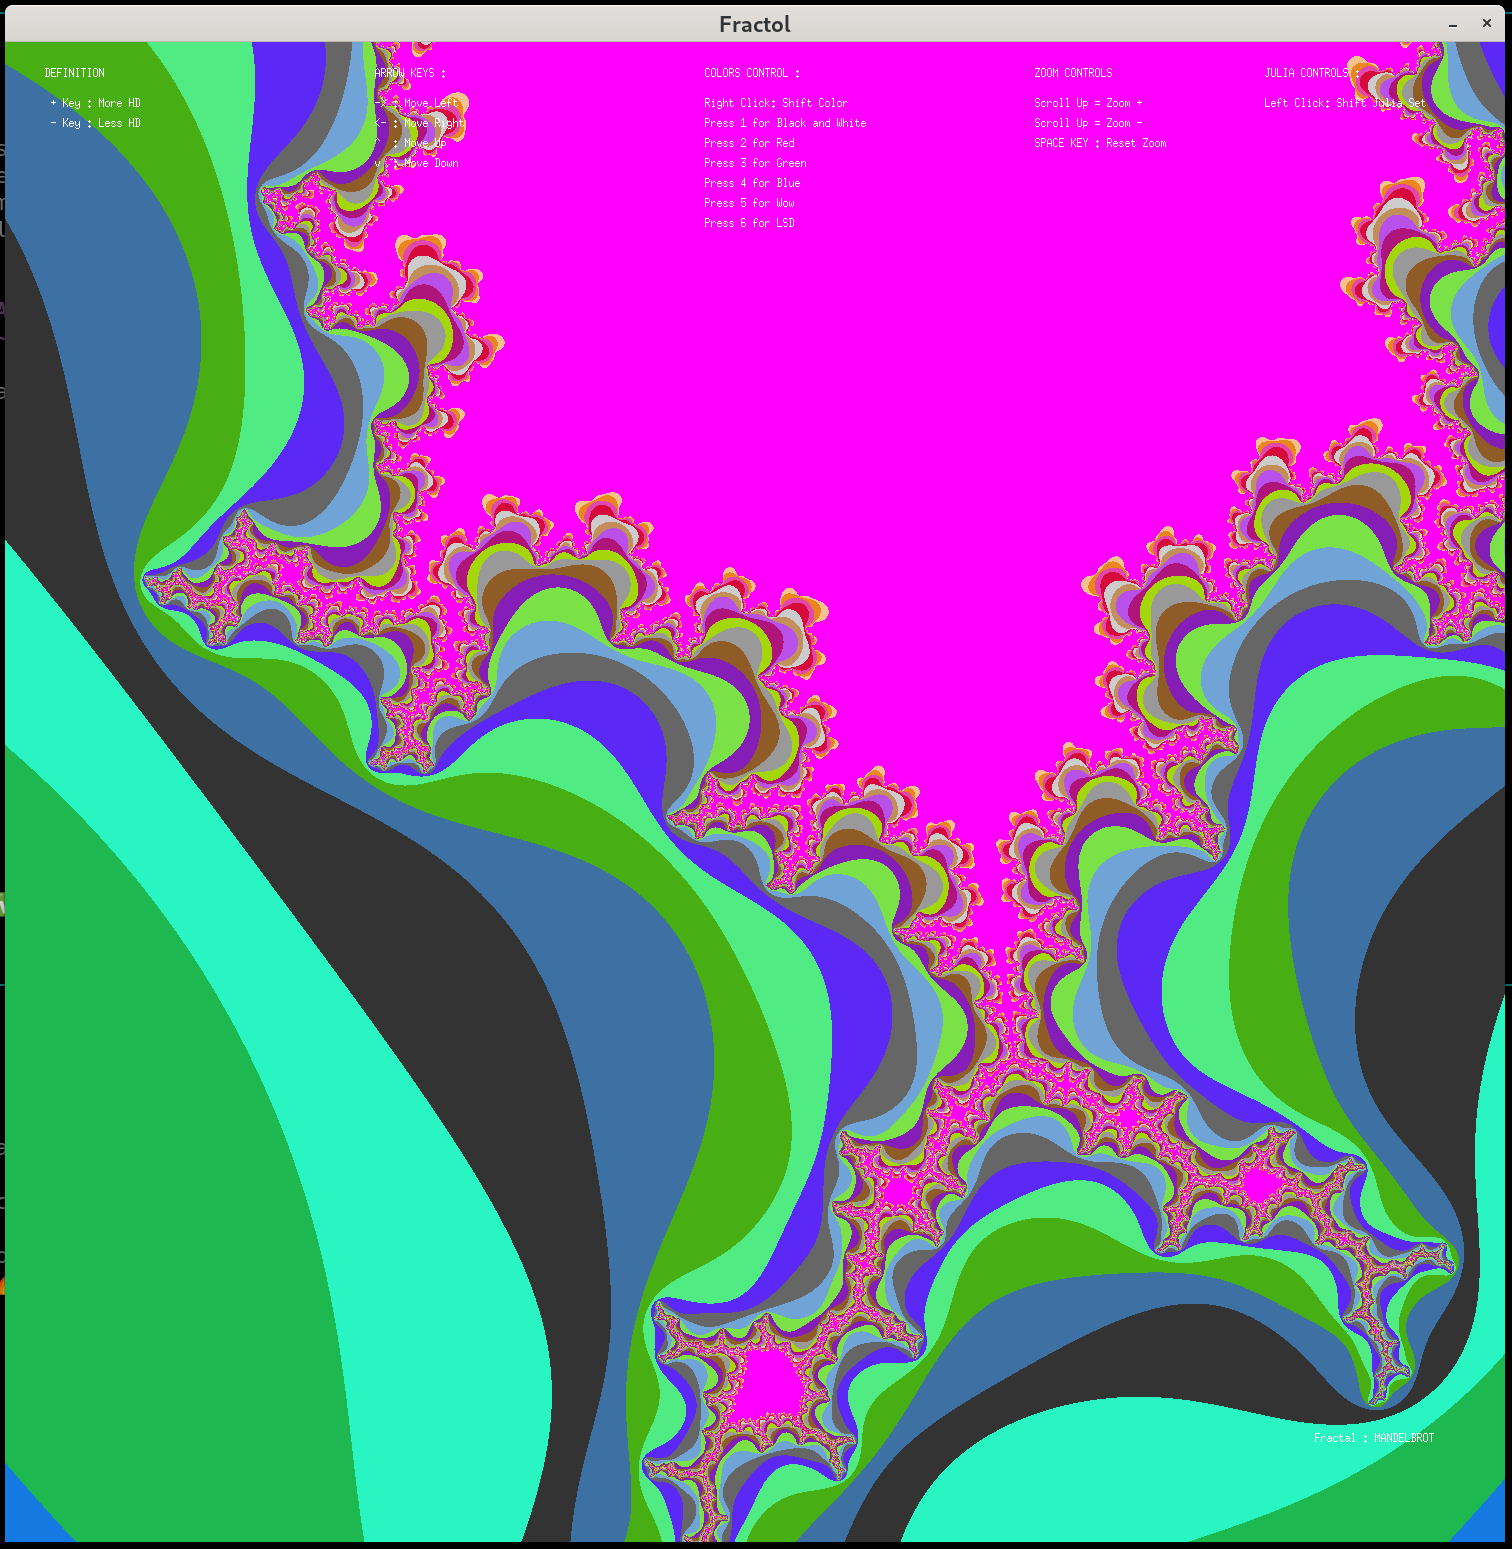 Fractol
DEFINITION
+ Key : More HD
- Key : Less HD
ARROW KEYS :
: Move Left
<- : Move Right
^ : Move Up
v : Move Down
COLORS CONTROL :
Right Click: Shift Color
Press 1 for Black and White
Press 2 for Red
Press 3 for Green
Press 4 for Blue
Press 5 for Wow
Press 6 for LSD
ZOOM CONTROLS
Scroll Up = Zoom +
Scroll Up = Zoom -
SPACE KEY : Reset Zoom
JULIA CONTROLS :
Left Click: Shift Julia Set
Fractal : MANDELBROT